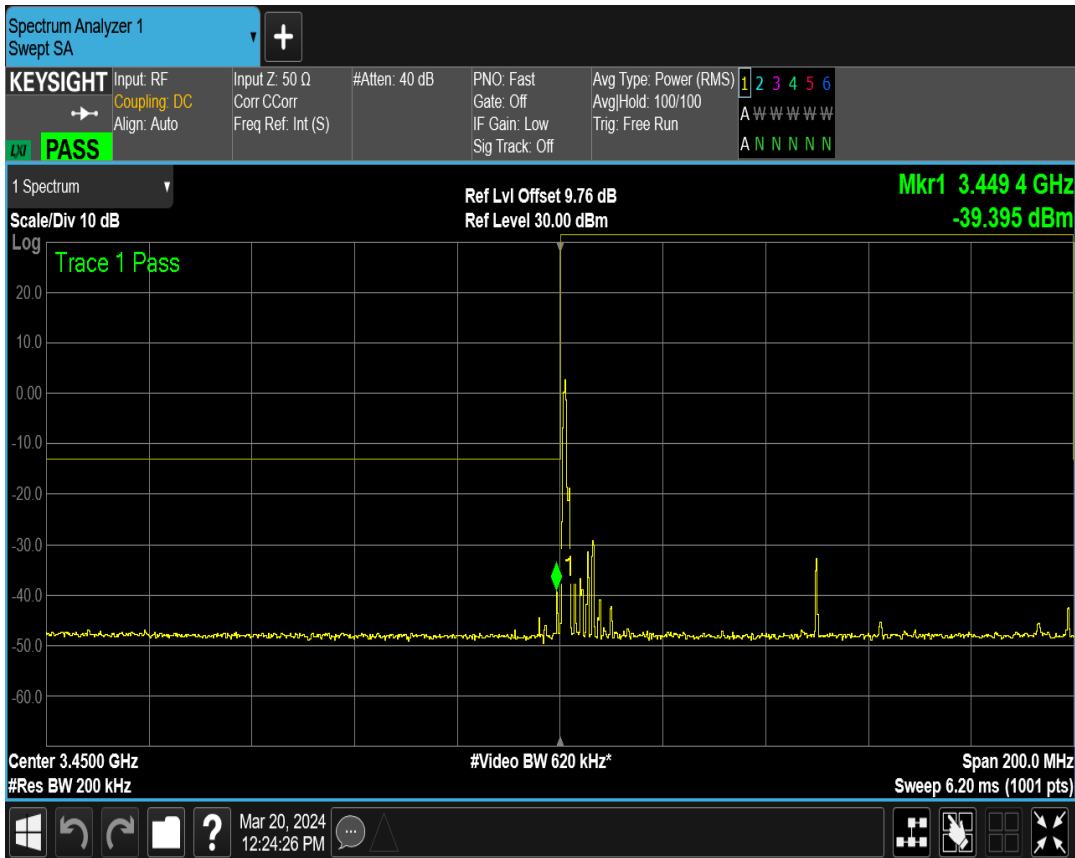 Spectrum Analyzer 1
Swept SA
+
KEYSIGHT
LXI PASS
Input: RF
Coupling: DC
Align: Auto
Input Z: 50 Ω
Corr CCorr
Freq Ref: Int (S)
#Atten: 40 dB
PNO: Fast
Gate: Off
IF Gain: Low
Sig Track: Off
Avg Type: Power (RMS)
Avg|Hold: 100/100
Trig: Free Run
1 2 3 4 5 6
A W W W W W
A N N N N N
1 Spectrum
Scale/Div 10 dB
Ref Lvl Offset 9.76 dB
Ref Level 30.00 dBm
Mkr1 3.449 4 GHz
-39.395 dBm
Log
Trace 1 Pass
20.0
10.0
0.00
-10.0
-20.0
-30.0
1
-40.0
-50.0
-60.0
Center 3.4500 GHz
#Video BW 620 kHz*
Span 200.0 MHz
#Res BW 200 kHz
Sweep 6.20 ms (1001 pts)
?
Mar 20, 2024
12:24:26 PM